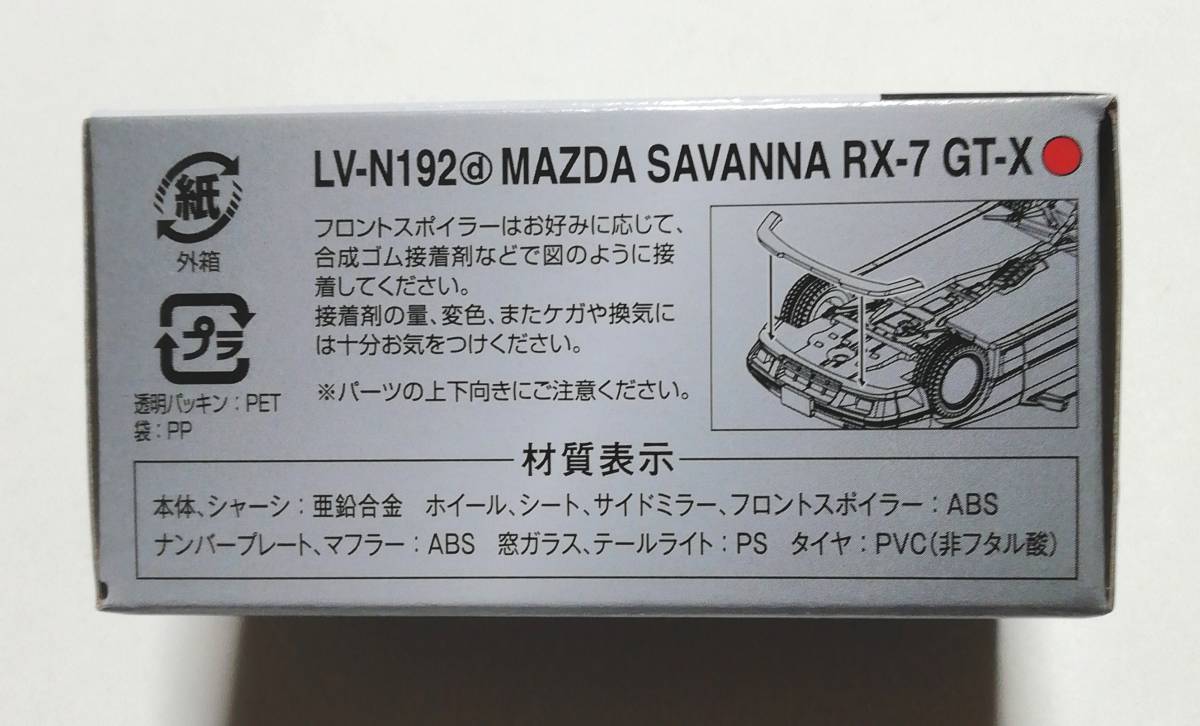 LV-N192ⓓ MAZDA SAVANNA RX-7 GT-X
紙
外箱
プラ
透明パッキン：PET
袋：PP
フロントスポイラーはお好みに応じて、
合成ゴム接着剤などで図のように接
着してください。
接着剤の量、変色、またケガや換気に
は十分お気をつけください。
※パーツの上下向きにご注意ください。
材質表示
本体、シャーシ：亜鉛合金　ホイール、シート、サイドミラー、フロントスポイラー：ABS
ナンバープレート、マフラー：ABS　窓ガラス、テールライト：PS　タイヤ：PVC（非フタル酸）